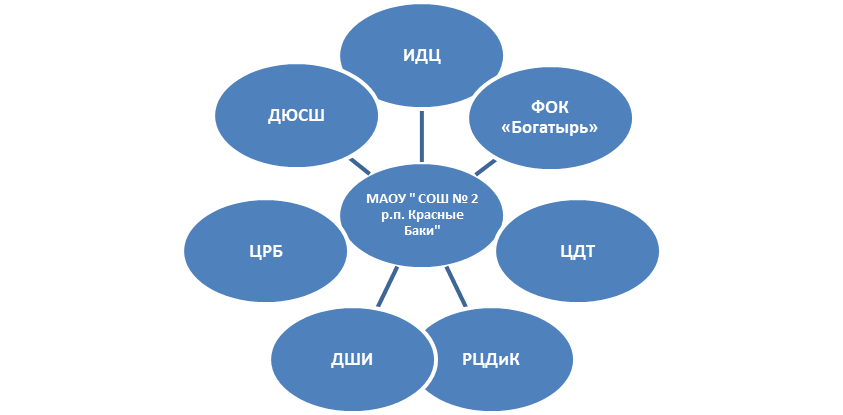 ИДЦ
ФОК
«Богатырь»
ЦДТ
РЦДиК
ДШИ
ЦРБ
ДЮСШ
МАОУ " СОШ № 2
р.п. Красные
Баки"